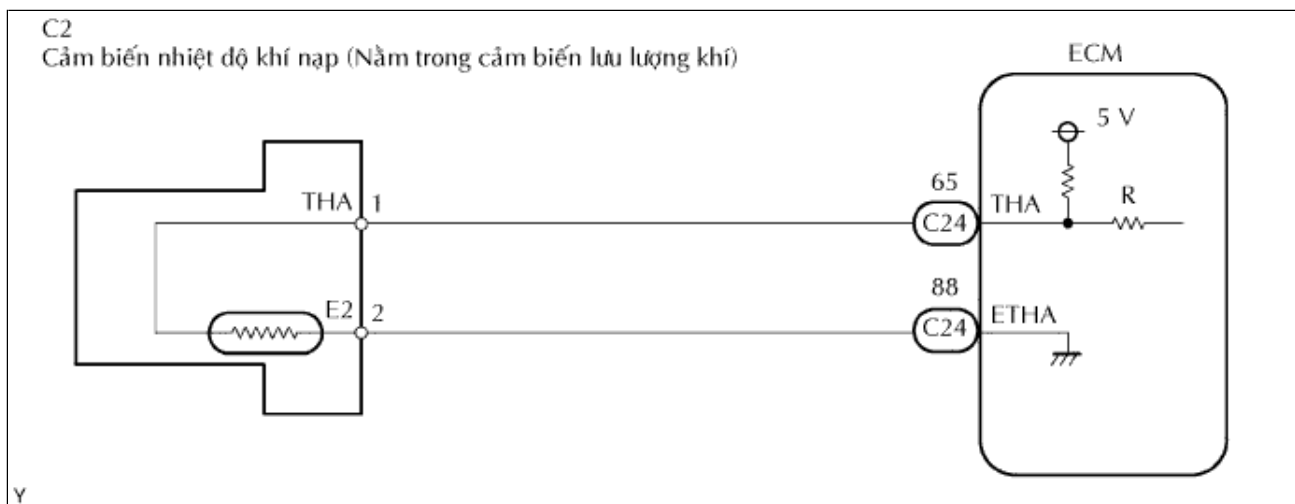 C2
Cảm biến nhiệt độ khí nạp (Nằm trong cảm biến lưu lượng khí)
ECM
5 V
THA 1
65
C24
THA
R
E2 2
88
C24
ETHA
Y